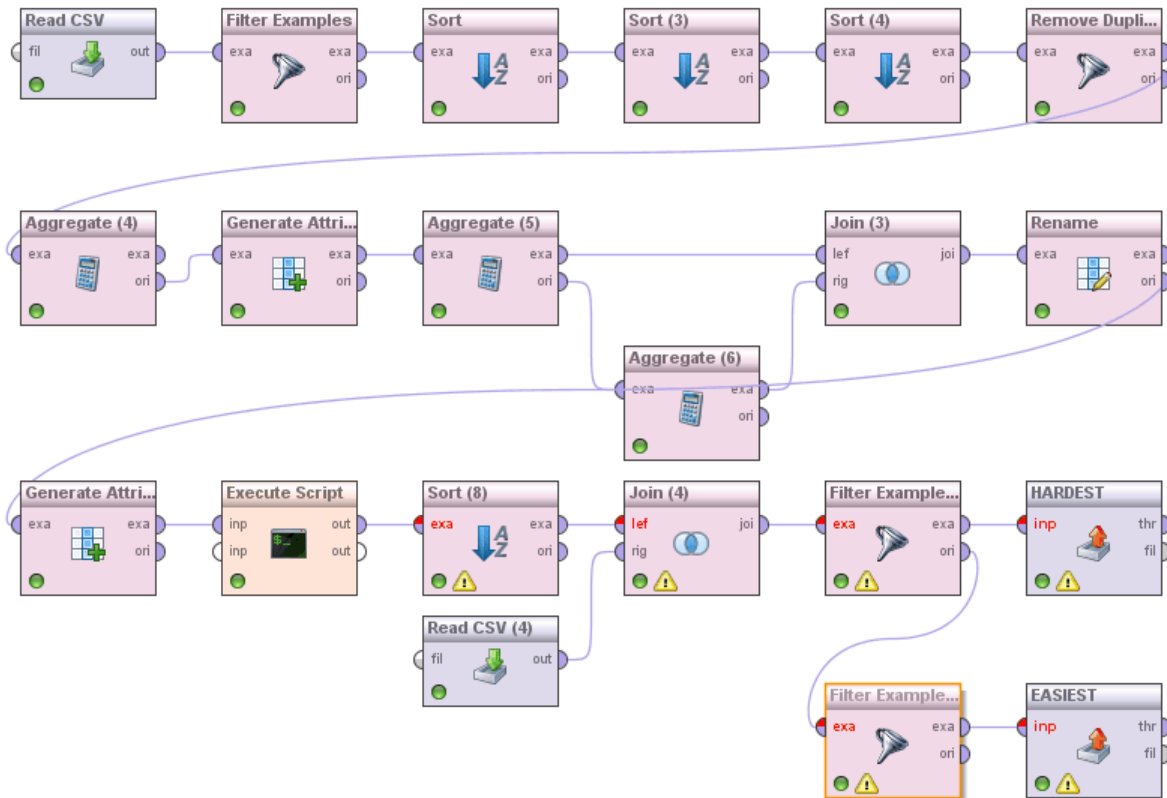 Read CSV
fil out
Filter Examples
exa exa
ori
Sort
exa exa
ori
Sort (3)
exa exa
ori
Sort (4)
exa exa
ori
Remove Dupli...
exa exa
ori
Aggregate (4)
exa exa
ori
Generate Attri...
exa exa
ori
Aggregate (5)
exa exa
ori
Join (3)
lef joi
rig
Rename
exa exa
ori
Aggregate (6)
exa exa
ori
Generate Attri...
exa exa
ori
Execute Script
inp out
inp out
Sort (8)
exa exa
ori
Join (4)
lef joi
rig
Filter Example...
exa exa
ori
HARDEST
inp thr
fil
Read CSV (4)
fil out
Filter Example...
exa exa
ori
EASIEST
inp thr
fil